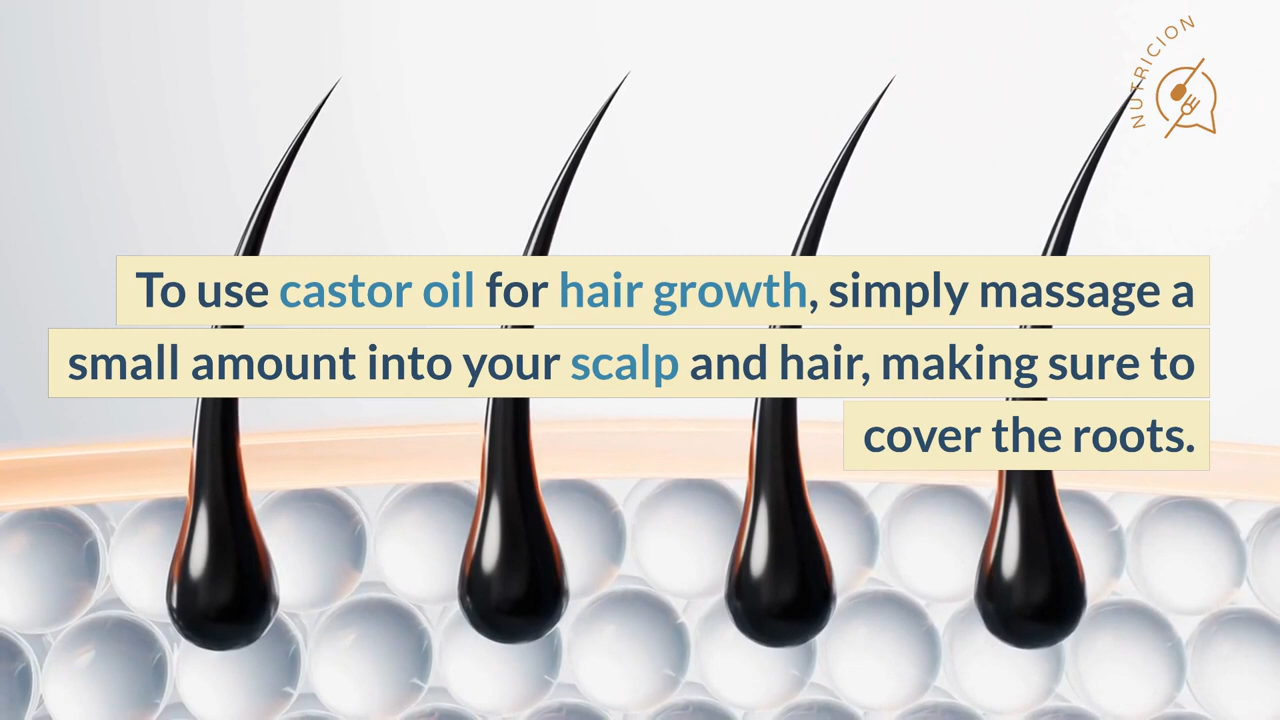 NUTRICION
To use castor oil for hair growth, simply massage a
small amount into your scalp and hair, making sure to
cover the roots.